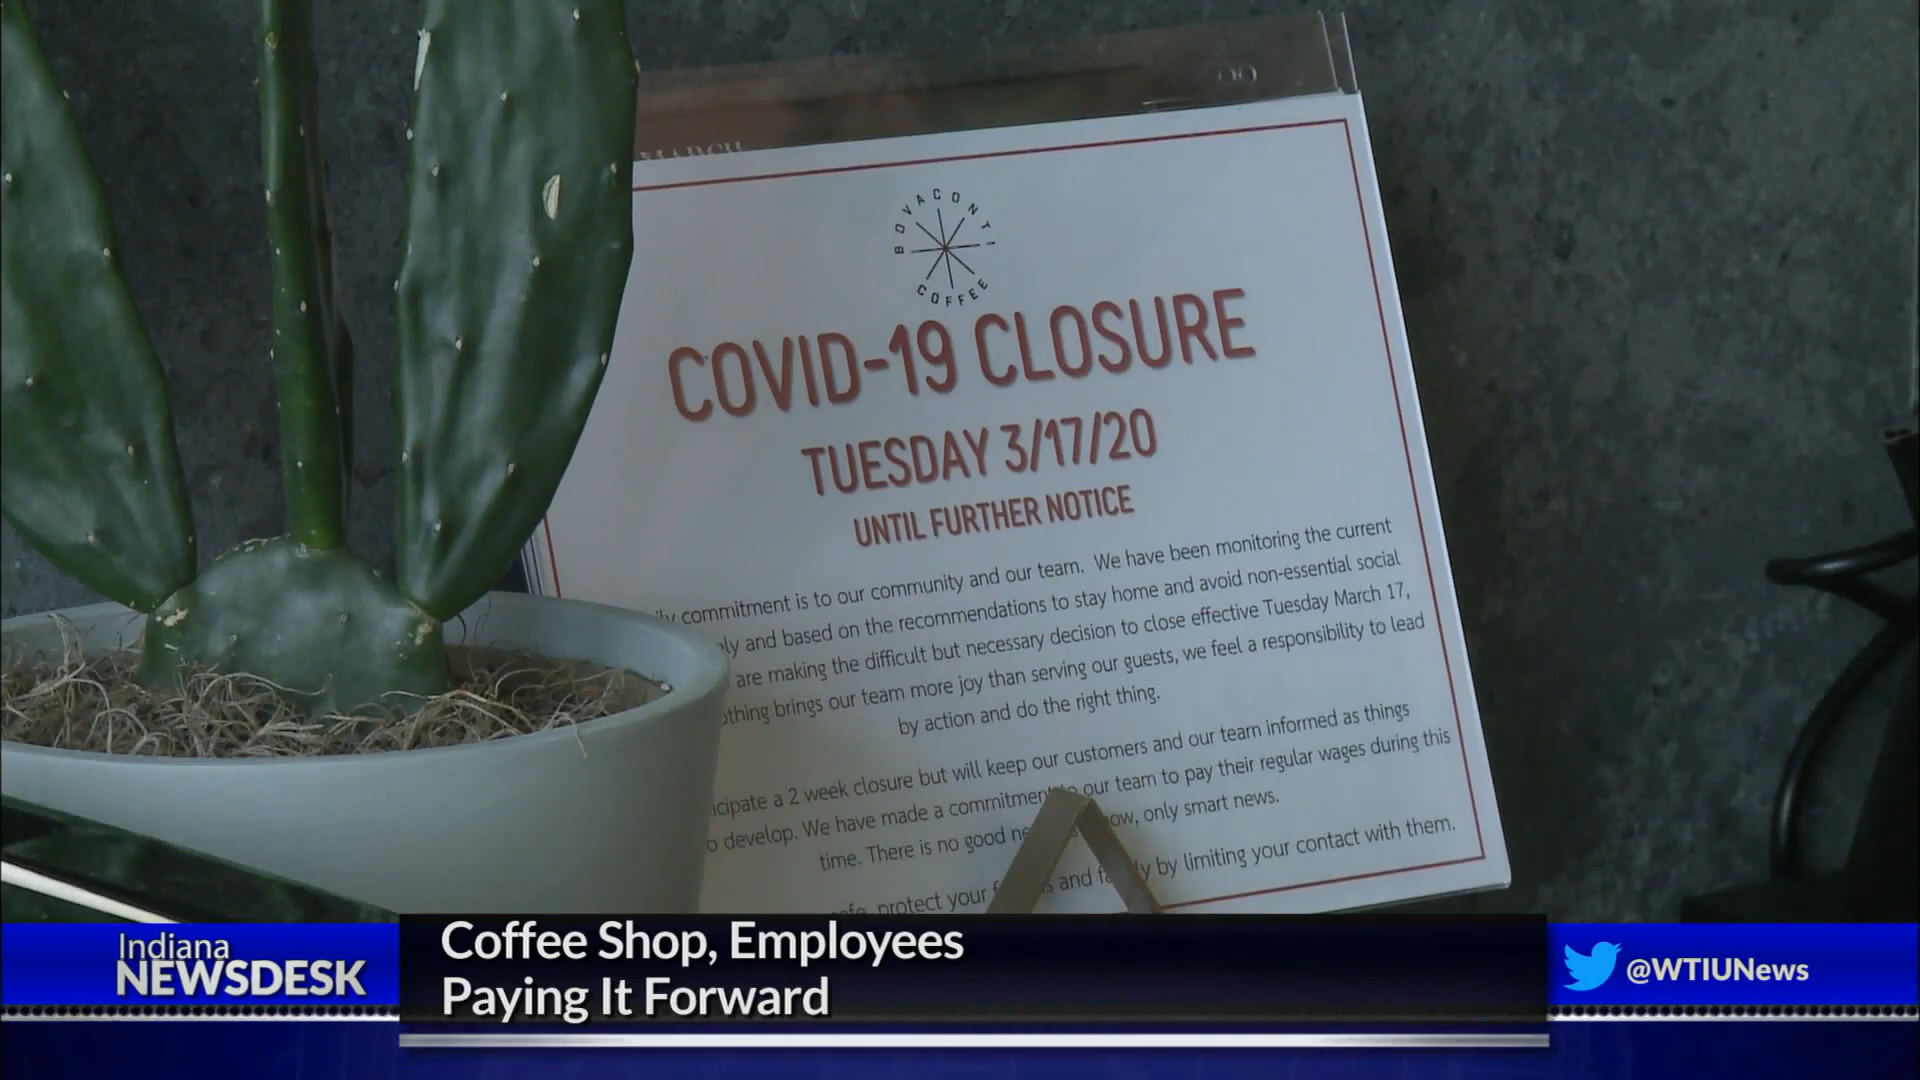 MARCH
BOVACONTI
COFFEE
COVID-19 CLOSURE
TUESDAY 3/17/20
UNTIL FURTHER NOTICE
commitment is to our community and our team. We have been monitoring the current
and based on the recommendations to stay home and avoid non-essential social
are making the difficult but necessary decision to close effective Tuesday March 17,
brings our team more joy than serving our guests, we feel a responsibility to lead
by action and do the right thing.
a 2 week closure but will keep our customers and our team informed as things
develop. We have made a commitment our team to pay their regular wages during this
time. There is no good only smart news.
protect your and by limiting your contact with them.
Indiana
NEWSDESK
Coffee Shop, Employees
Paying It Forward
@WTIUNews